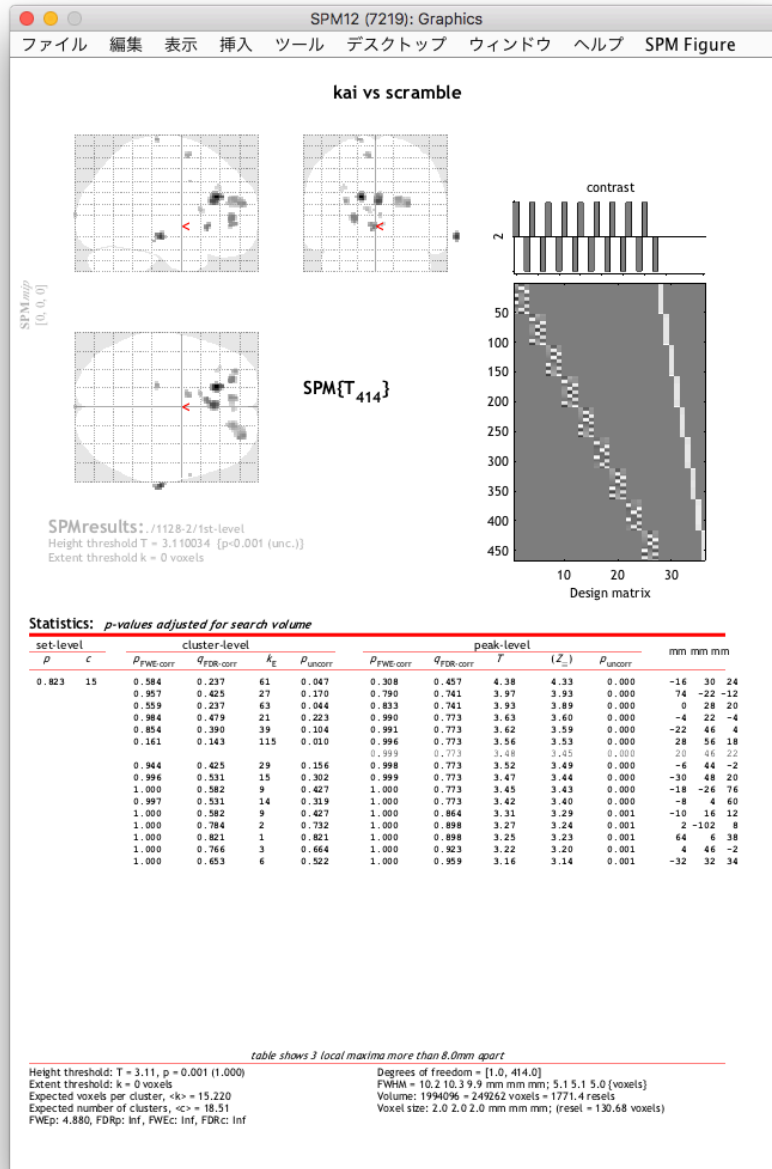 SPM12 (7219): Graphics
ファイル 編集 表示 挿入 ツール デスクトップ ウィンドウ ヘルプ SPM Figure
kai vs scramble
contrast
2
<
<
SPMmip
[0, 0, 0]
50
100
150
200
250
300
350
400
450
<
SPM{T414}
10 20 30
Design matrix
SPMresults: ./1128-2/1st-level
Height threshold T = 3.110034 {p<0.001 (unc.)}
Extent threshold k = 0 voxels
Statistics: p-values adjusted for search volume
set-level cluster-level peak-level mm mm mm
p c pFWE-corr qFDR-corr kE puncorr pFWE-corr qFDR-corr T (Z≡) puncorr
0.823 15 0.584 0.237 61 0.047 0.308 0.457 4.38 4.33 0.000 -16 30 24
0.957 0.425 27 0.170 0.790 0.741 3.97 3.93 0.000 74 -22 -12
0.559 0.237 63 0.044 0.833 0.741 3.93 3.89 0.000 0 28 20
0.984 0.479 21 0.223 0.990 0.773 3.63 3.60 0.000 -4 22 -4
0.854 0.390 39 0.104 0.991 0.773 3.62 3.59 0.000 -22 46 4
0.161 0.143 115 0.010 0.996 0.773 3.56 3.53 0.000 28 56 18
0.999 0.773 3.48 3.45 0.000 20 46 22
0.944 0.425 29 0.156 0.998 0.773 3.52 3.49 0.000 -6 44 -2
0.996 0.531 15 0.302 0.999 0.773 3.47 3.44 0.000 -30 48 20
1.000 0.582 9 0.427 1.000 0.773 3.45 3.43 0.000 -18 -26 76
0.997 0.531 14 0.319 1.000 0.773 3.42 3.40 0.000 -8 4 60
1.000 0.582 9 0.427 1.000 0.864 3.31 3.29 0.001 -10 16 12
1.000 0.784 2 0.732 1.000 0.898 3.27 3.24 0.001 2 -102 8
1.000 0.821 1 0.821 1.000 0.898 3.25 3.23 0.001 64 6 38
1.000 0.766 3 0.664 1.000 0.923 3.22 3.20 0.001 4 46 -2
1.000 0.653 6 0.522 1.000 0.959 3.16 3.14 0.001 -32 32 34
table shows 3 local maxima more than 8.0mm apart
Height threshold: T = 3.11, p = 0.001 (1.000)
Extent threshold: k = 0 voxels
Expected voxels per cluster, <k> = 15.220
Expected number of clusters, <c> = 18.51
FWEp: 4.880, FDRp: Inf, FWEc: Inf, FDRc: Inf
Degrees of freedom = [1.0, 414.0]
FWHM = 10.2 10.3 9.9 mm mm mm; 5.1 5.1 5.0 {voxels}
Volume: 1994096 = 249262 voxels = 1771.4 resels
Voxel size: 2.0 2.0 2.0 mm mm mm; (resel = 130.68 voxels)